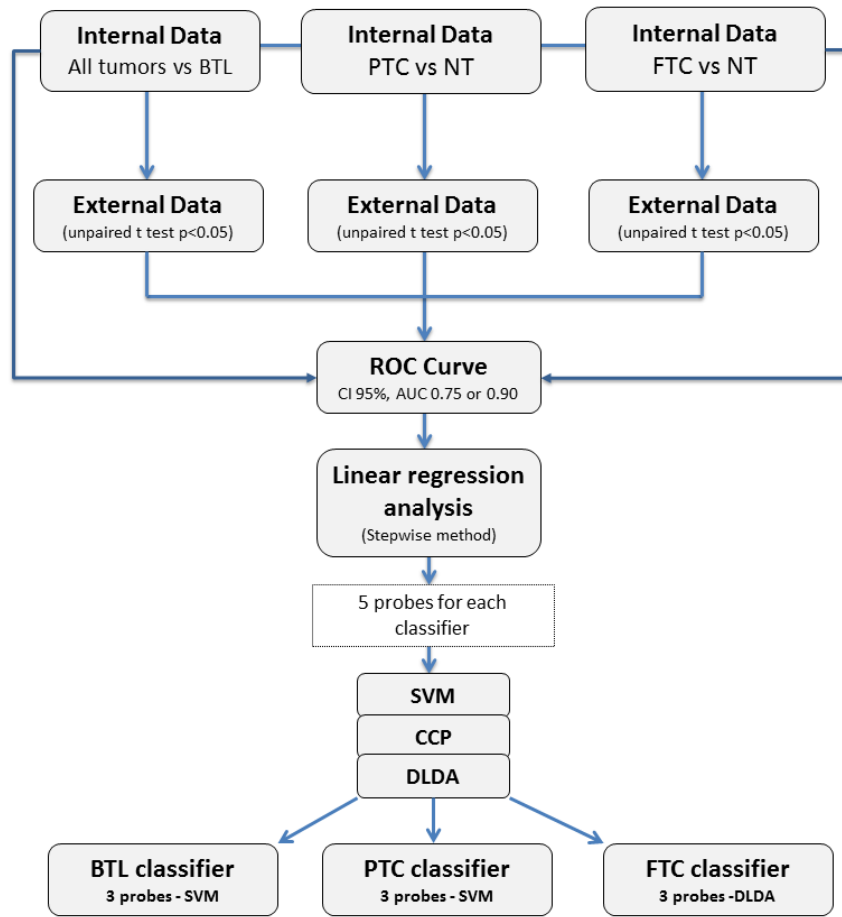 Internal Data
All tumors vs BTL
Internal Data
PTC vs NT
Internal Data
FTC vs NT
External Data
(unpaired t test p<0.05)
External Data
(unpaired t test p<0.05)
External Data
(unpaired t test p<0.05)
ROC Curve
CI 95%, AUC 0.75 or 0.90
Linear regression
analysis
(Stepwise method)
5 probes for each
classifier
SVM
CCP
DLDA
BTL classifier
3 probes - SVM
PTC classifier
3 probes - SVM
FTC classifier
3 probes -DLDA